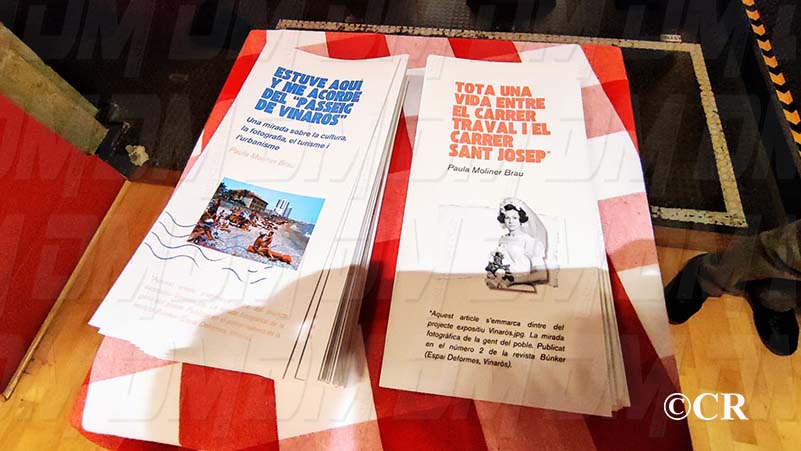 ESTUVE AQUÍ
Y ME ACORDÉ
DEL "PASSEIG
DE VINARÒS"
Una mirada sobre la cultura,
la fotografia, el turisme i
l'urbanisme
Paula Moliner Brau
TOTA UNA
VIDA ENTRE
EL CARRER
TRAVAL I EL
CARRER
SANT JOSEP*
Paula Moliner Brau
*Aquest article s'emmarca dintre del
projecte expositiu Vinaròs.jpg. La mirada
fotogràfica de la gent del poble. Publicat
en el número 2 de la revista Búnker
(Espai Deformes, Vinaròs).
©CR